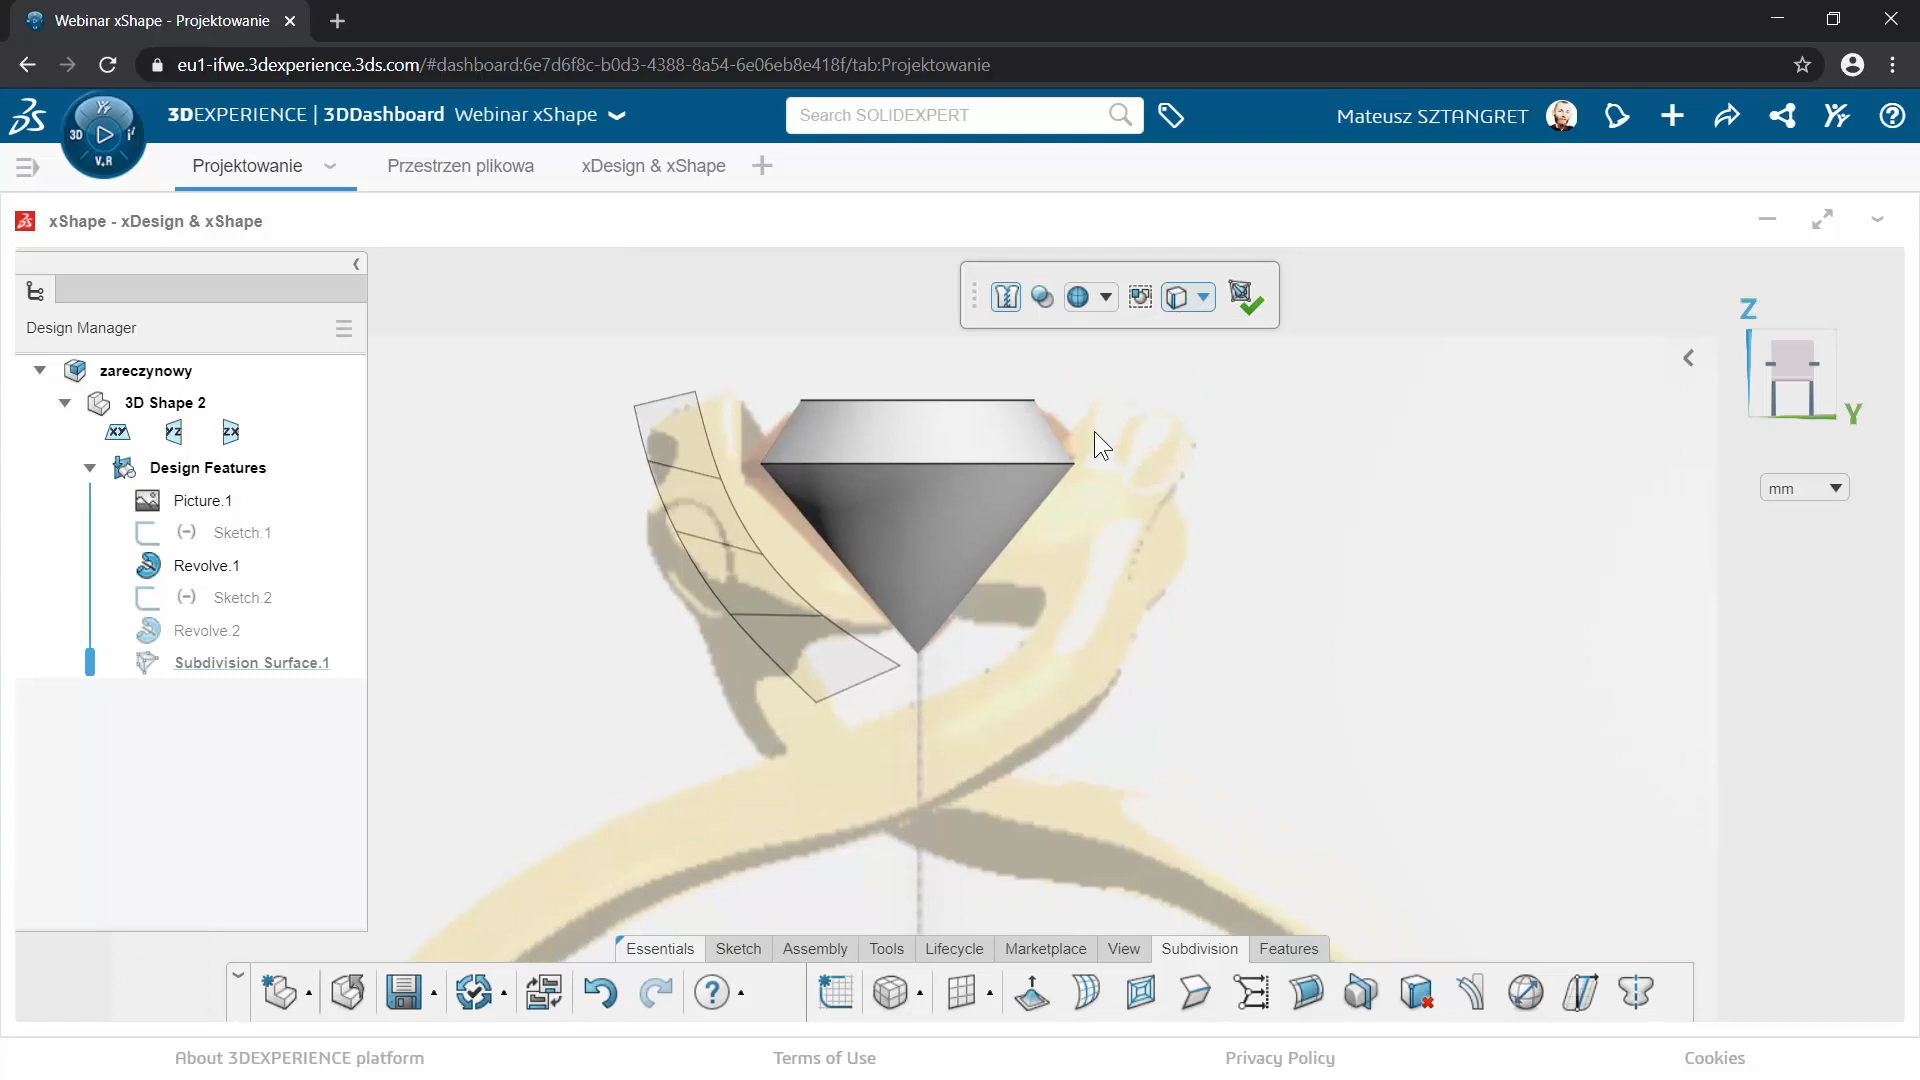 Webinar xShape - Projektowanie
eu1-ifwe.3dexperience.3ds.com/#dashboard:6e7d6f8c-b0d3-4388-8a54-6e06eb8e418f/tab:Projektowanie
3DEXPERIENCE | 3DDashboard Webinar xShape
Search SOLIDEXPERT
Mateusz SZTANGRET
3D
V.R
Projektowanie
Przestrzen plikowa
xDesign & xShape
xShape - xDesign & xShape
Design Manager
zareczynowy
3D Shape 2
XY
YZ
ZX
Design Features
Picture.1
(-) Sketch.1
Revolve.1
(-) Sketch.2
Revolve.2
Subdivision Surface.1
Z
Y
mm
Essentials
Sketch
Assembly
Tools
Lifecycle
Marketplace
View
Subdivision
Features
About 3DEXPERIENCE platform
Terms of Use
Privacy Policy
Cookies